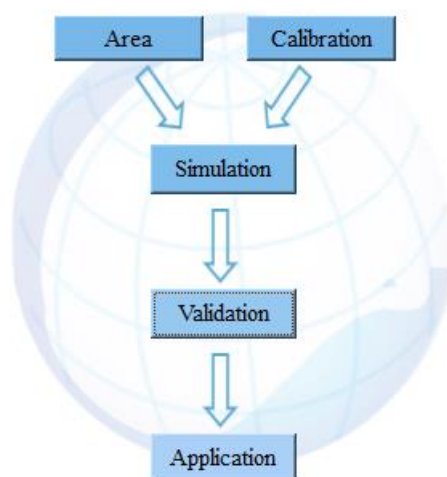 Area
Calibration
Simulation
Validation
Application